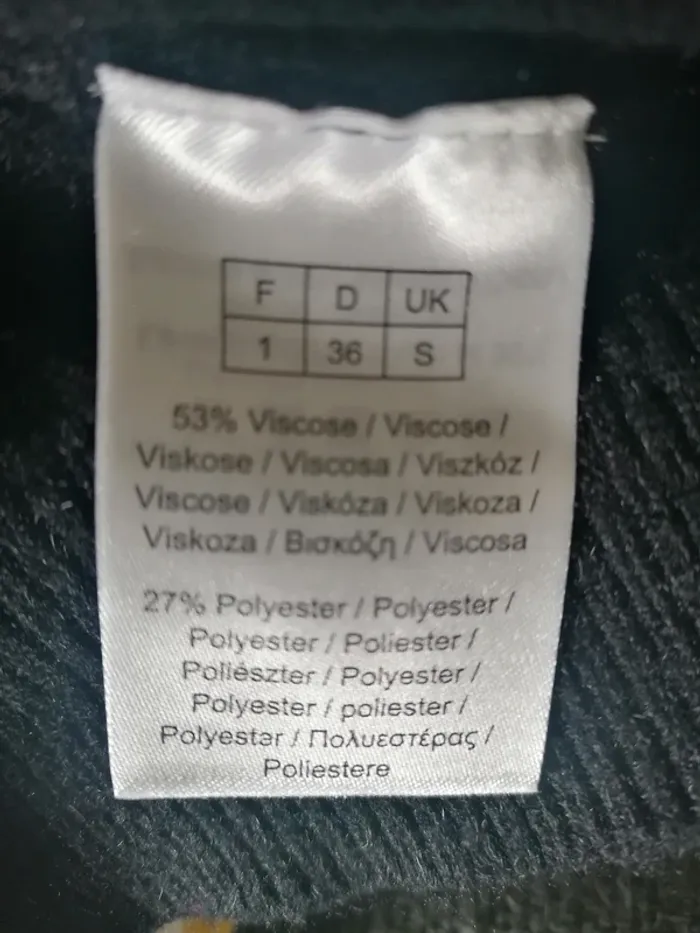 F D UK
1 36 S
53% Viscose / Viscose /
Viskose / Viscosa / Viszkóz /
Viscose / Viskóza / Viskoza /
Viskoza / Βισκόζη / Viscosa
27% Polyester / Polyester /
Polyester / Poliester /
Poliészter / Polyester /
Polyester / poliester /
Polyester / Πολυεστέρας /
Poliestere